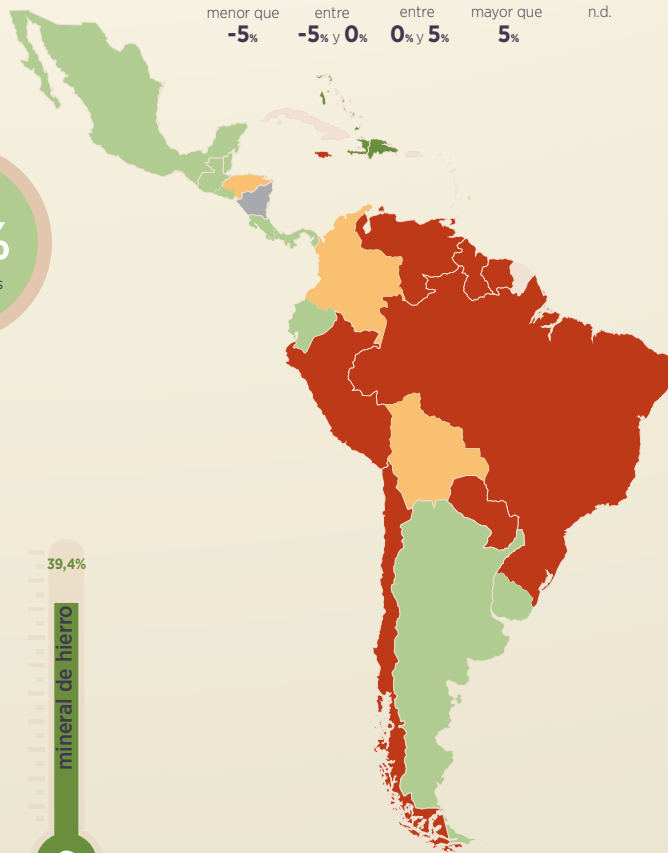 menor que entre entre mayor que n.d.
-5% -5% y 0% 0% y 5% 5%
%
s
39,4%
mineral de hierro